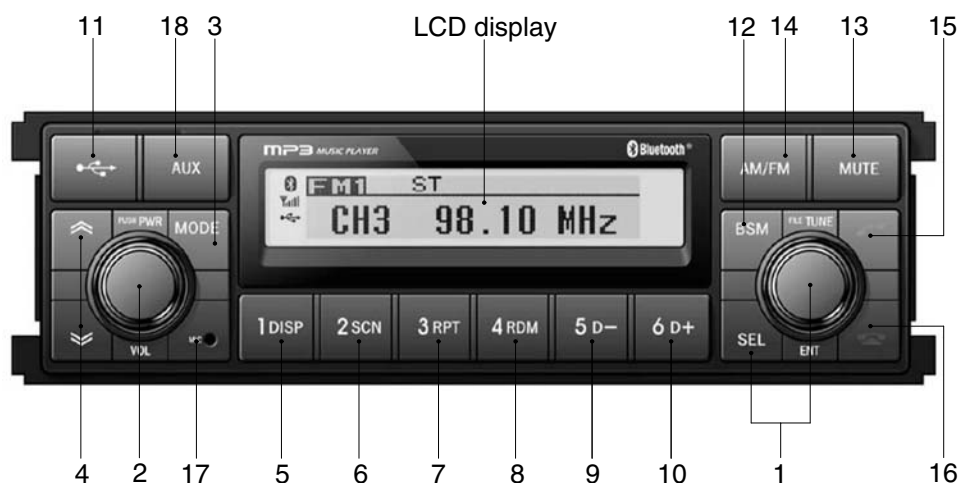 11 18 3 LCD display 12 14 13 15
MP3 MUSIC PLAYER Bluetooth®
AUX AM/FM MUTE
FM1 ST
CH3 98.10 MHz
PUSH PWR MODE BSM FILE TUNE
1 DISP 2 SCN 3 RPT 4 RDM 5 D− 6 D+
VOL MIC SEL ENT
4 2 17 5 6 7 8 9 10 1 16